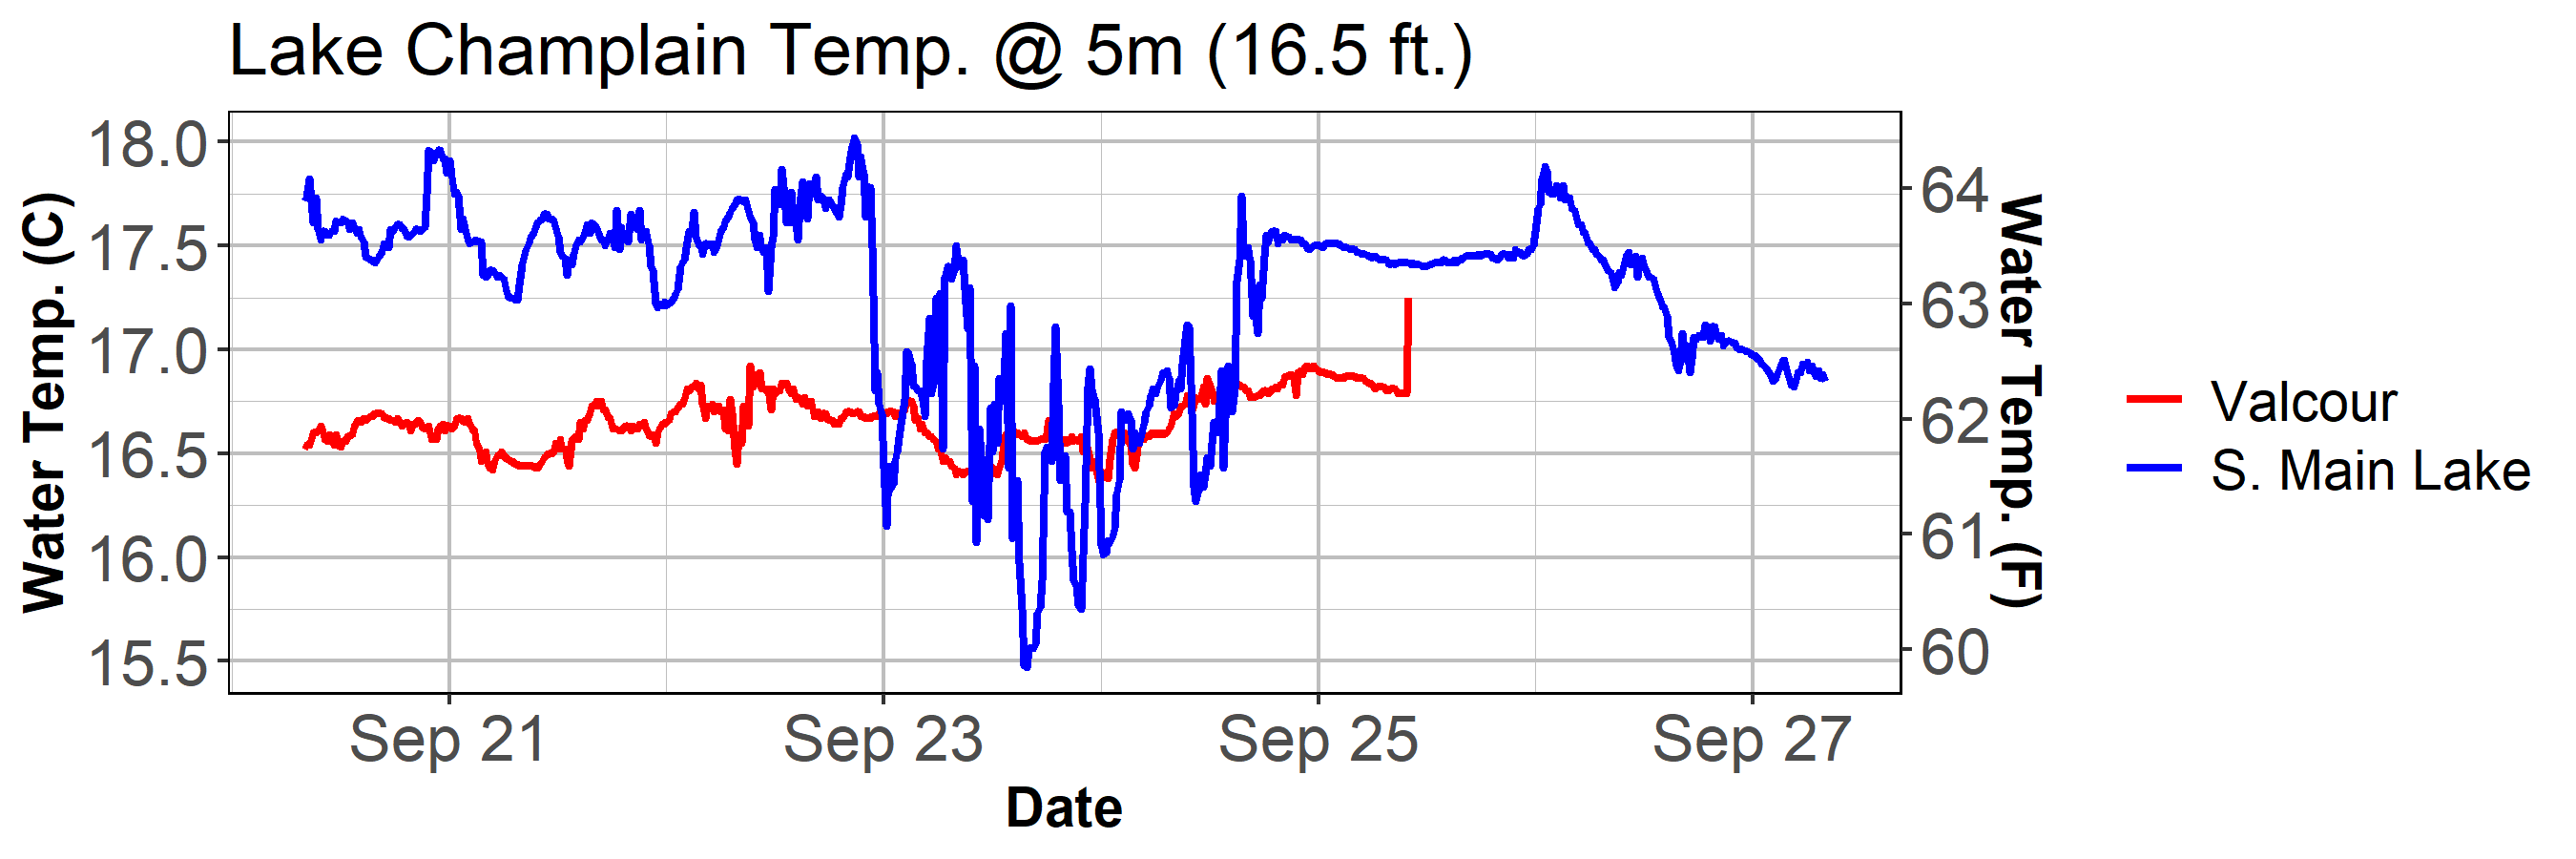 Lake Champlain Temp. @ 5m (16.5 ft.)
Water Temp. (C)
18.0
17.5
17.0
16.5
16.0
15.5
64
63
62
61
60
Water Temp. (F)
Sep 21
Sep 23
Sep 25
Sep 27
Date
Valcour
S. Main Lake